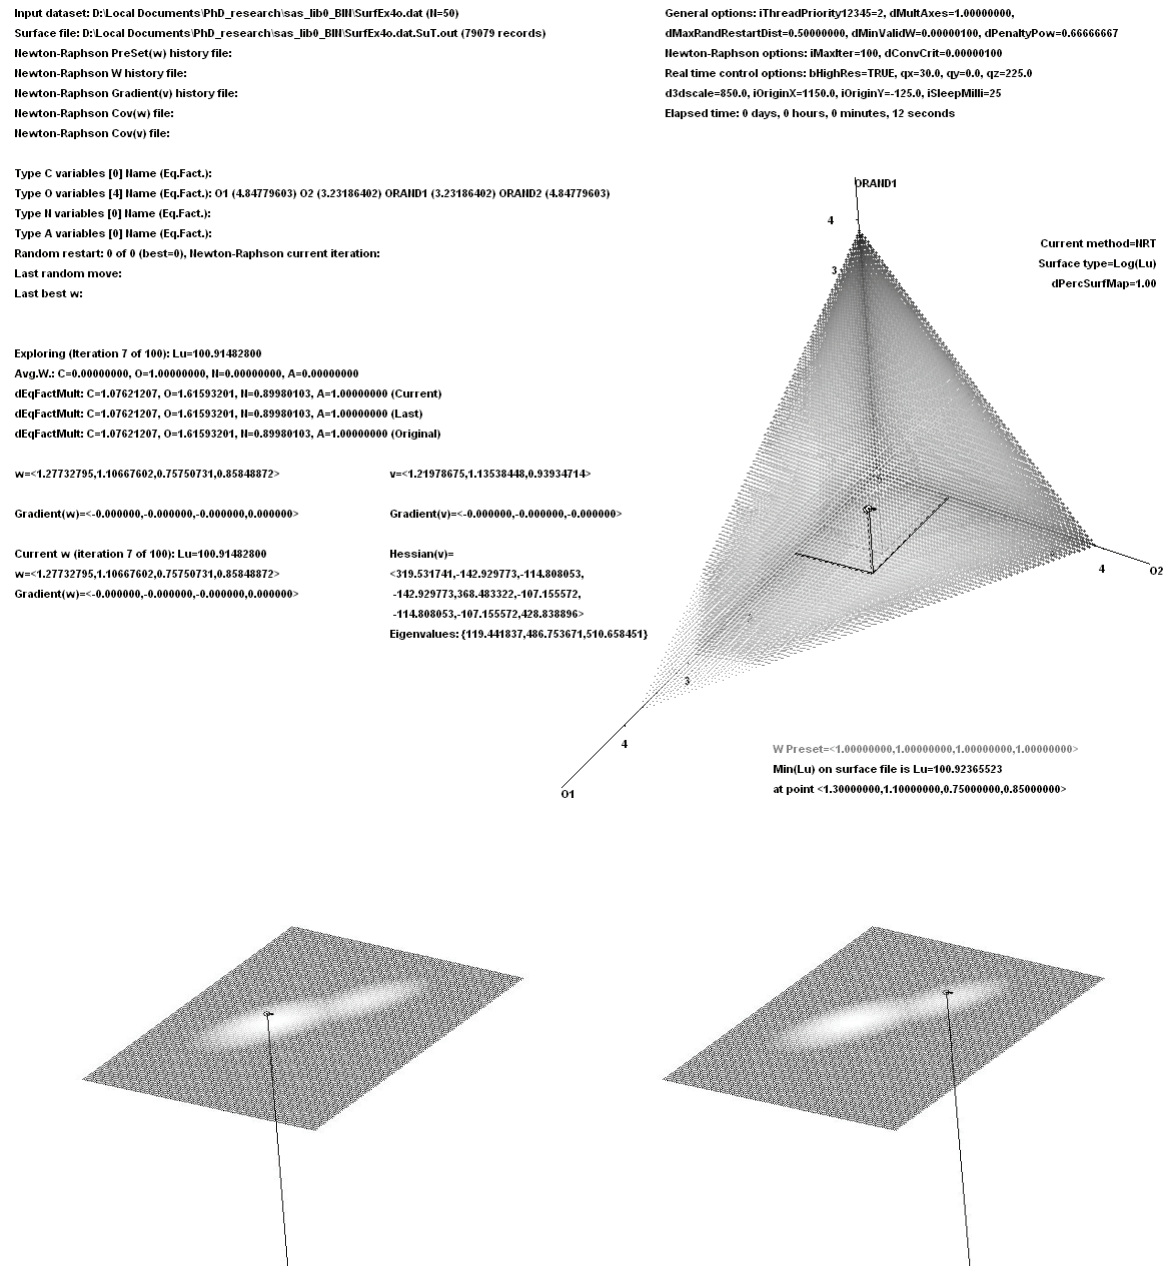 Input dataset: D:\Local Documents\PhD_research\sas_lib0_BIN\SurfEx4o.dat (N=50)
Surface file: D:\Local Documents\PhD_research\sas_lib0_BIN\SurfEx4o.dat.SuT.out (79079 records)
Newton-Raphson PreSet(w) history file:
Newton-Raphson W history file:
Newton-Raphson Gradient(v) history file:
Newton-Raphson Cov(w) file:
Newton-Raphson Cov(v) file:
General options: iThreadPriority12345=2, dMultAxes=1.00000000,
dMaxRandRestartDist=0.50000000, dMinValidW=0.00000100, dPenaltyPow=0.66666667
Newton-Raphson options: iMaxIter=100, dConvCrit=0.00000100
Real time control options: bHighRes=TRUE, qx=30.0, qy=0.0, qz=225.0
d3dscale=850.0, iOriginX=1150.0, iOriginY=-125.0, iSleepMilli=25
Elapsed time: 0 days, 0 hours, 0 minutes, 12 seconds
Type C variables [0] Name (Eq.Fact.):
Type O variables [4] Name (Eq.Fact.): O1 (4.84779603) O2 (3.23186402) ORAND1 (3.23186402) ORAND2 (4.84779603)
Type N variables [0] Name (Eq.Fact.):
Type A variables [0] Name (Eq.Fact.):
Random restart: 0 of 0 (best=0), Newton-Raphson current iteration:
Last random move:
Last best w:
Exploring (Iteration 7 of 100): Lu=100.91482800
Avg.W.: C=0.00000000, O=1.00000000, N=0.00000000, A=0.00000000
dEqFactMult: C=1.07621207, O=1.61593201, N=0.89980103, A=1.00000000 (Current)
dEqFactMult: C=1.07621207, O=1.61593201, N=0.89980103, A=1.00000000 (Last)
dEqFactMult: C=1.07621207, O=1.61593201, N=0.89980103, A=1.00000000 (Original)
w=<1.27732795,1.10667602,0.75750731,0.85848872>
v=<1.21978675,1.13538448,0.93934714>
Gradient(w)=<-0.000000,-0.000000,-0.000000,0.000000>
Gradient(v)=<-0.000000,-0.000000,-0.000000>
Current w (iteration 7 of 100): Lu=100.91482800
w=<1.27732795,1.10667602,0.75750731,0.85848872>
Gradient(w)=<-0.000000,-0.000000,-0.000000,0.000000>
Hessian(v)=
<319.531741,-142.929773,-114.808053,
-142.929773,368.483322,-107.155572,
-114.808053,-107.155572,428.838896>
Eigenvalues: {119.441837,486.753671,510.658451}
ORAND1
4
3
Current method=NRT
Surface type=Log(Lu)
dPercSurfMap=1.00
4
O2
2
3
4
O1
W Preset=<1.00000000,1.00000000,1.00000000,1.00000000>
Min(Lu) on surface file is Lu=100.92365523
at point <1.30000000,1.10000000,0.75000000,0.85000000>